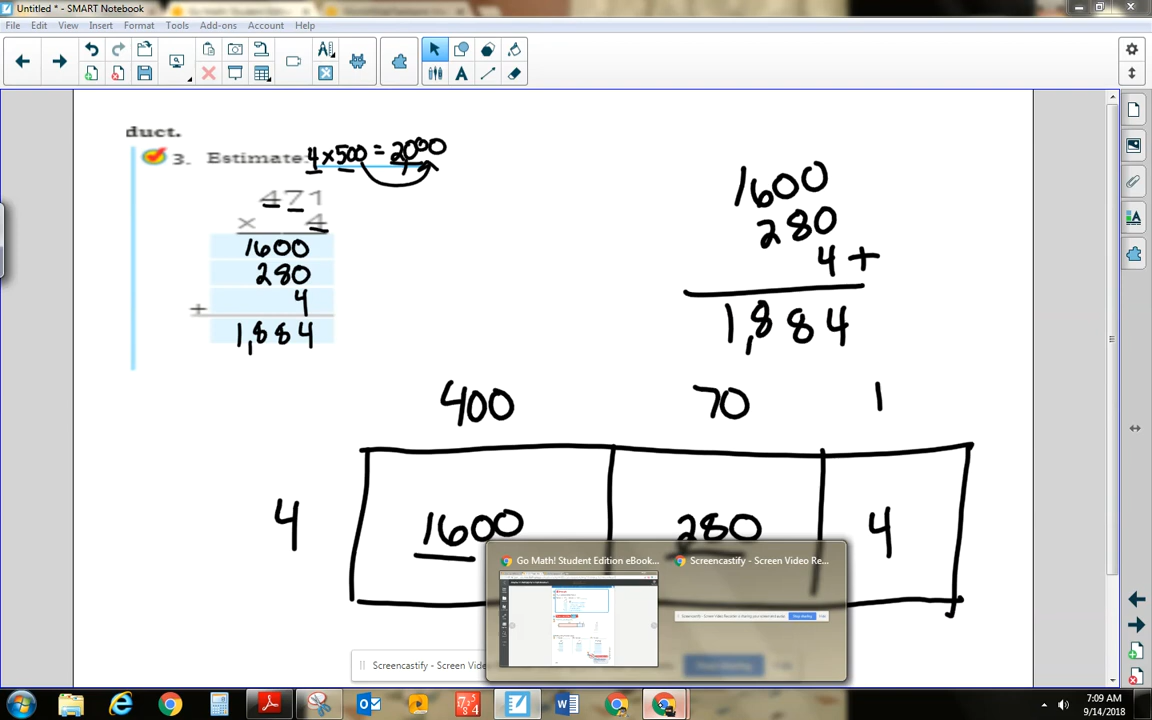 Untitled * - SMART Notebook
File Edit View Insert Format Tools Add-ons Account Help
duct.
3. Estimate: 4 × 500 = 2000
471
× 4
1600
280
+ 4
1,884
1600
280
4 +
1,884
400 70 1
4 1600 280 4
Go Math! Student Edition eBook...
Screencastify - Screen Video Re...
Screencastify - Screen Vide
7:09 AM
9/14/2018